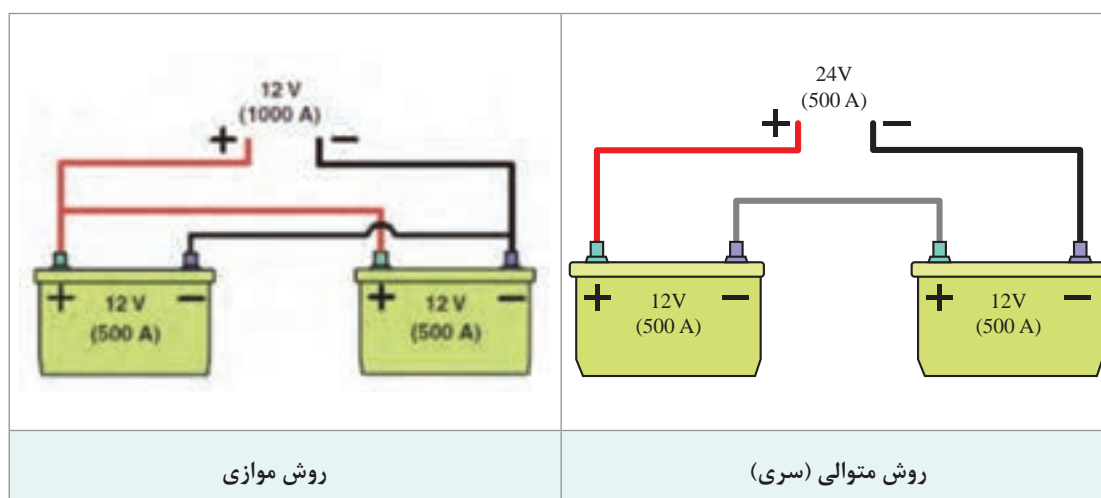 12 V
(1000 A)
+ −
+ 12 V −
(500 A)
+ 12 V −
(500 A)
روش موازی
24V
(500 A)
+ −
+ 12V −
(500 A)
+ 12V −
(500 A)
روش متوالی (سری)